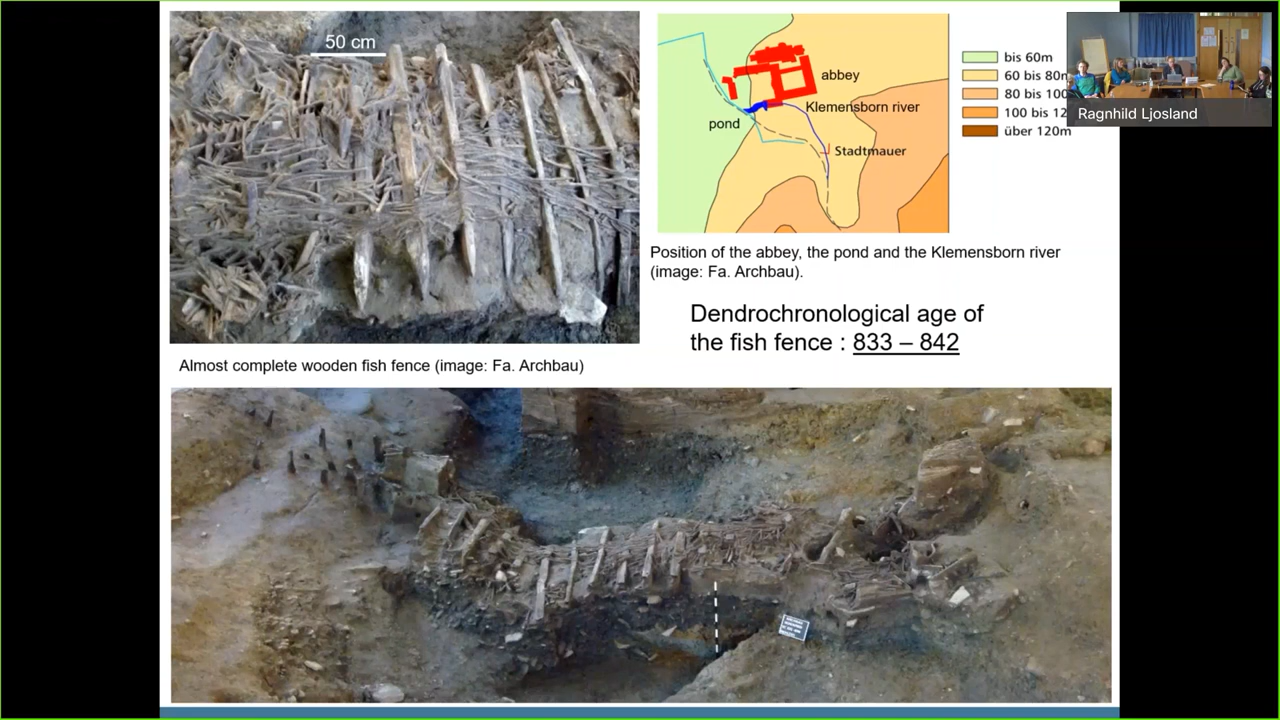 50 cm
abbey
Klemensborn river
pond
Stadtmauer
bis 60m
60 bis 80m
80 bis 100
100 bis 12
über 120m
Ragnhild Ljosland
Position of the abbey, the pond and the Klemensborn river
(image: Fa. Archbau).
Dendrochronological age of
the fish fence : 833 – 842
Almost complete wooden fish fence (image: Fa. Archbau)